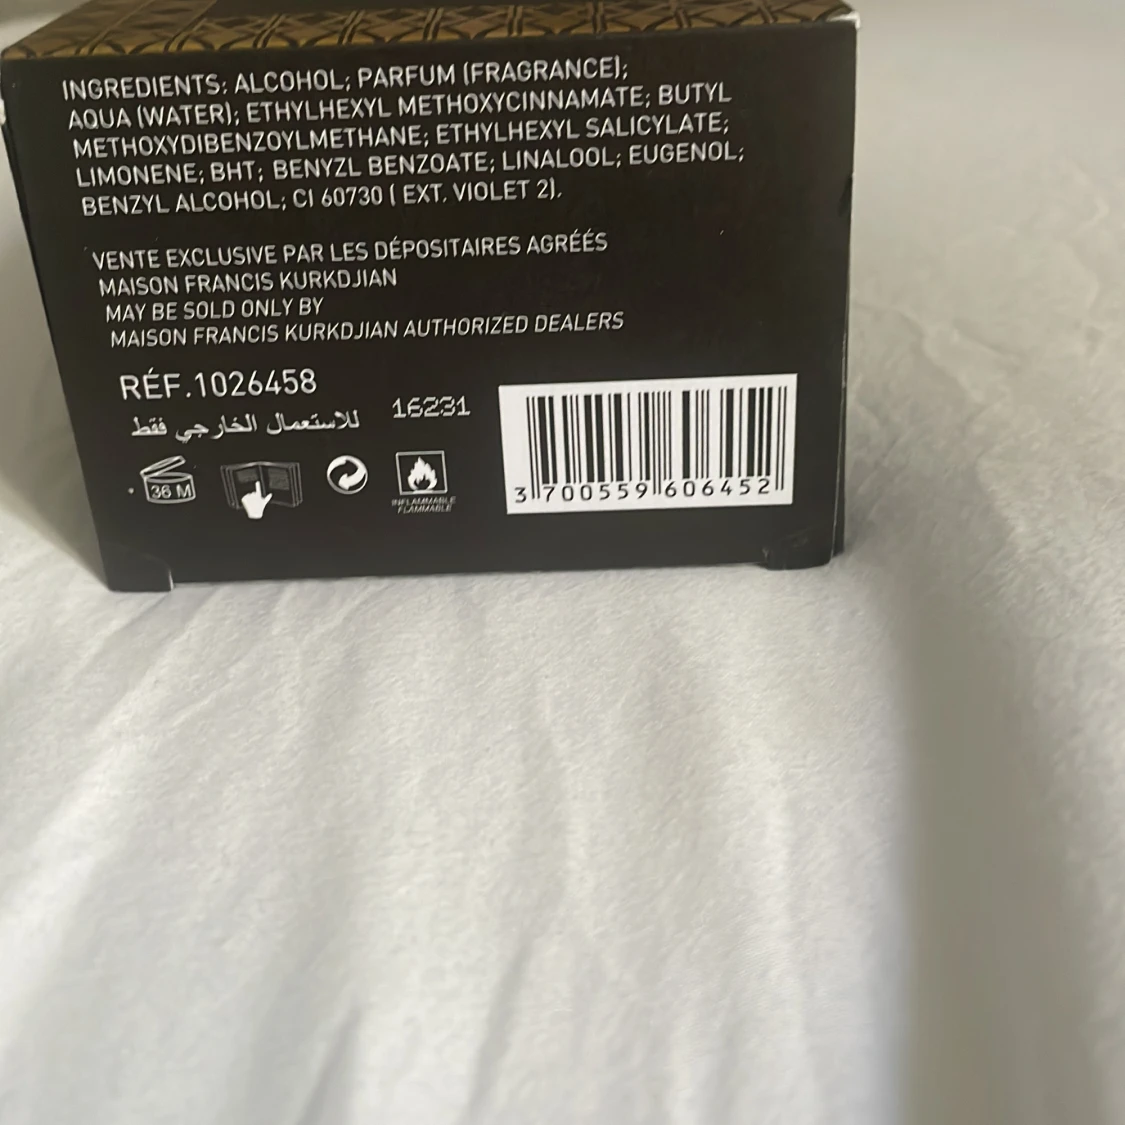 INGREDIENTS: ALCOHOL; PARFUM (FRAGRANCE);
AQUA (WATER); ETHYLHEXYL METHOXYCINNAMATE; BUTYL
METHOXYDIBENZOYLMETHANE; ETHYLHEXYL SALICYLATE;
LIMONENE; BHT; BENYZL BENZOATE; LINALOOL; EUGENOL;
BENZYL ALCOHOL; CI 60730 ( EXT. VIOLET 2).
VENTE EXCLUSIVE PAR LES DÉPOSITAIRES AGRÉÉS
MAISON FRANCIS KURKDJIAN
MAY BE SOLD ONLY BY
MAISON FRANCIS KURKDJIAN AUTHORIZED DEALERS
RÉF.1026458
للاستعمال الخارجي فقط
16231
36 M
INFLAMMABLE
FLAMMABLE
3 700559 606452